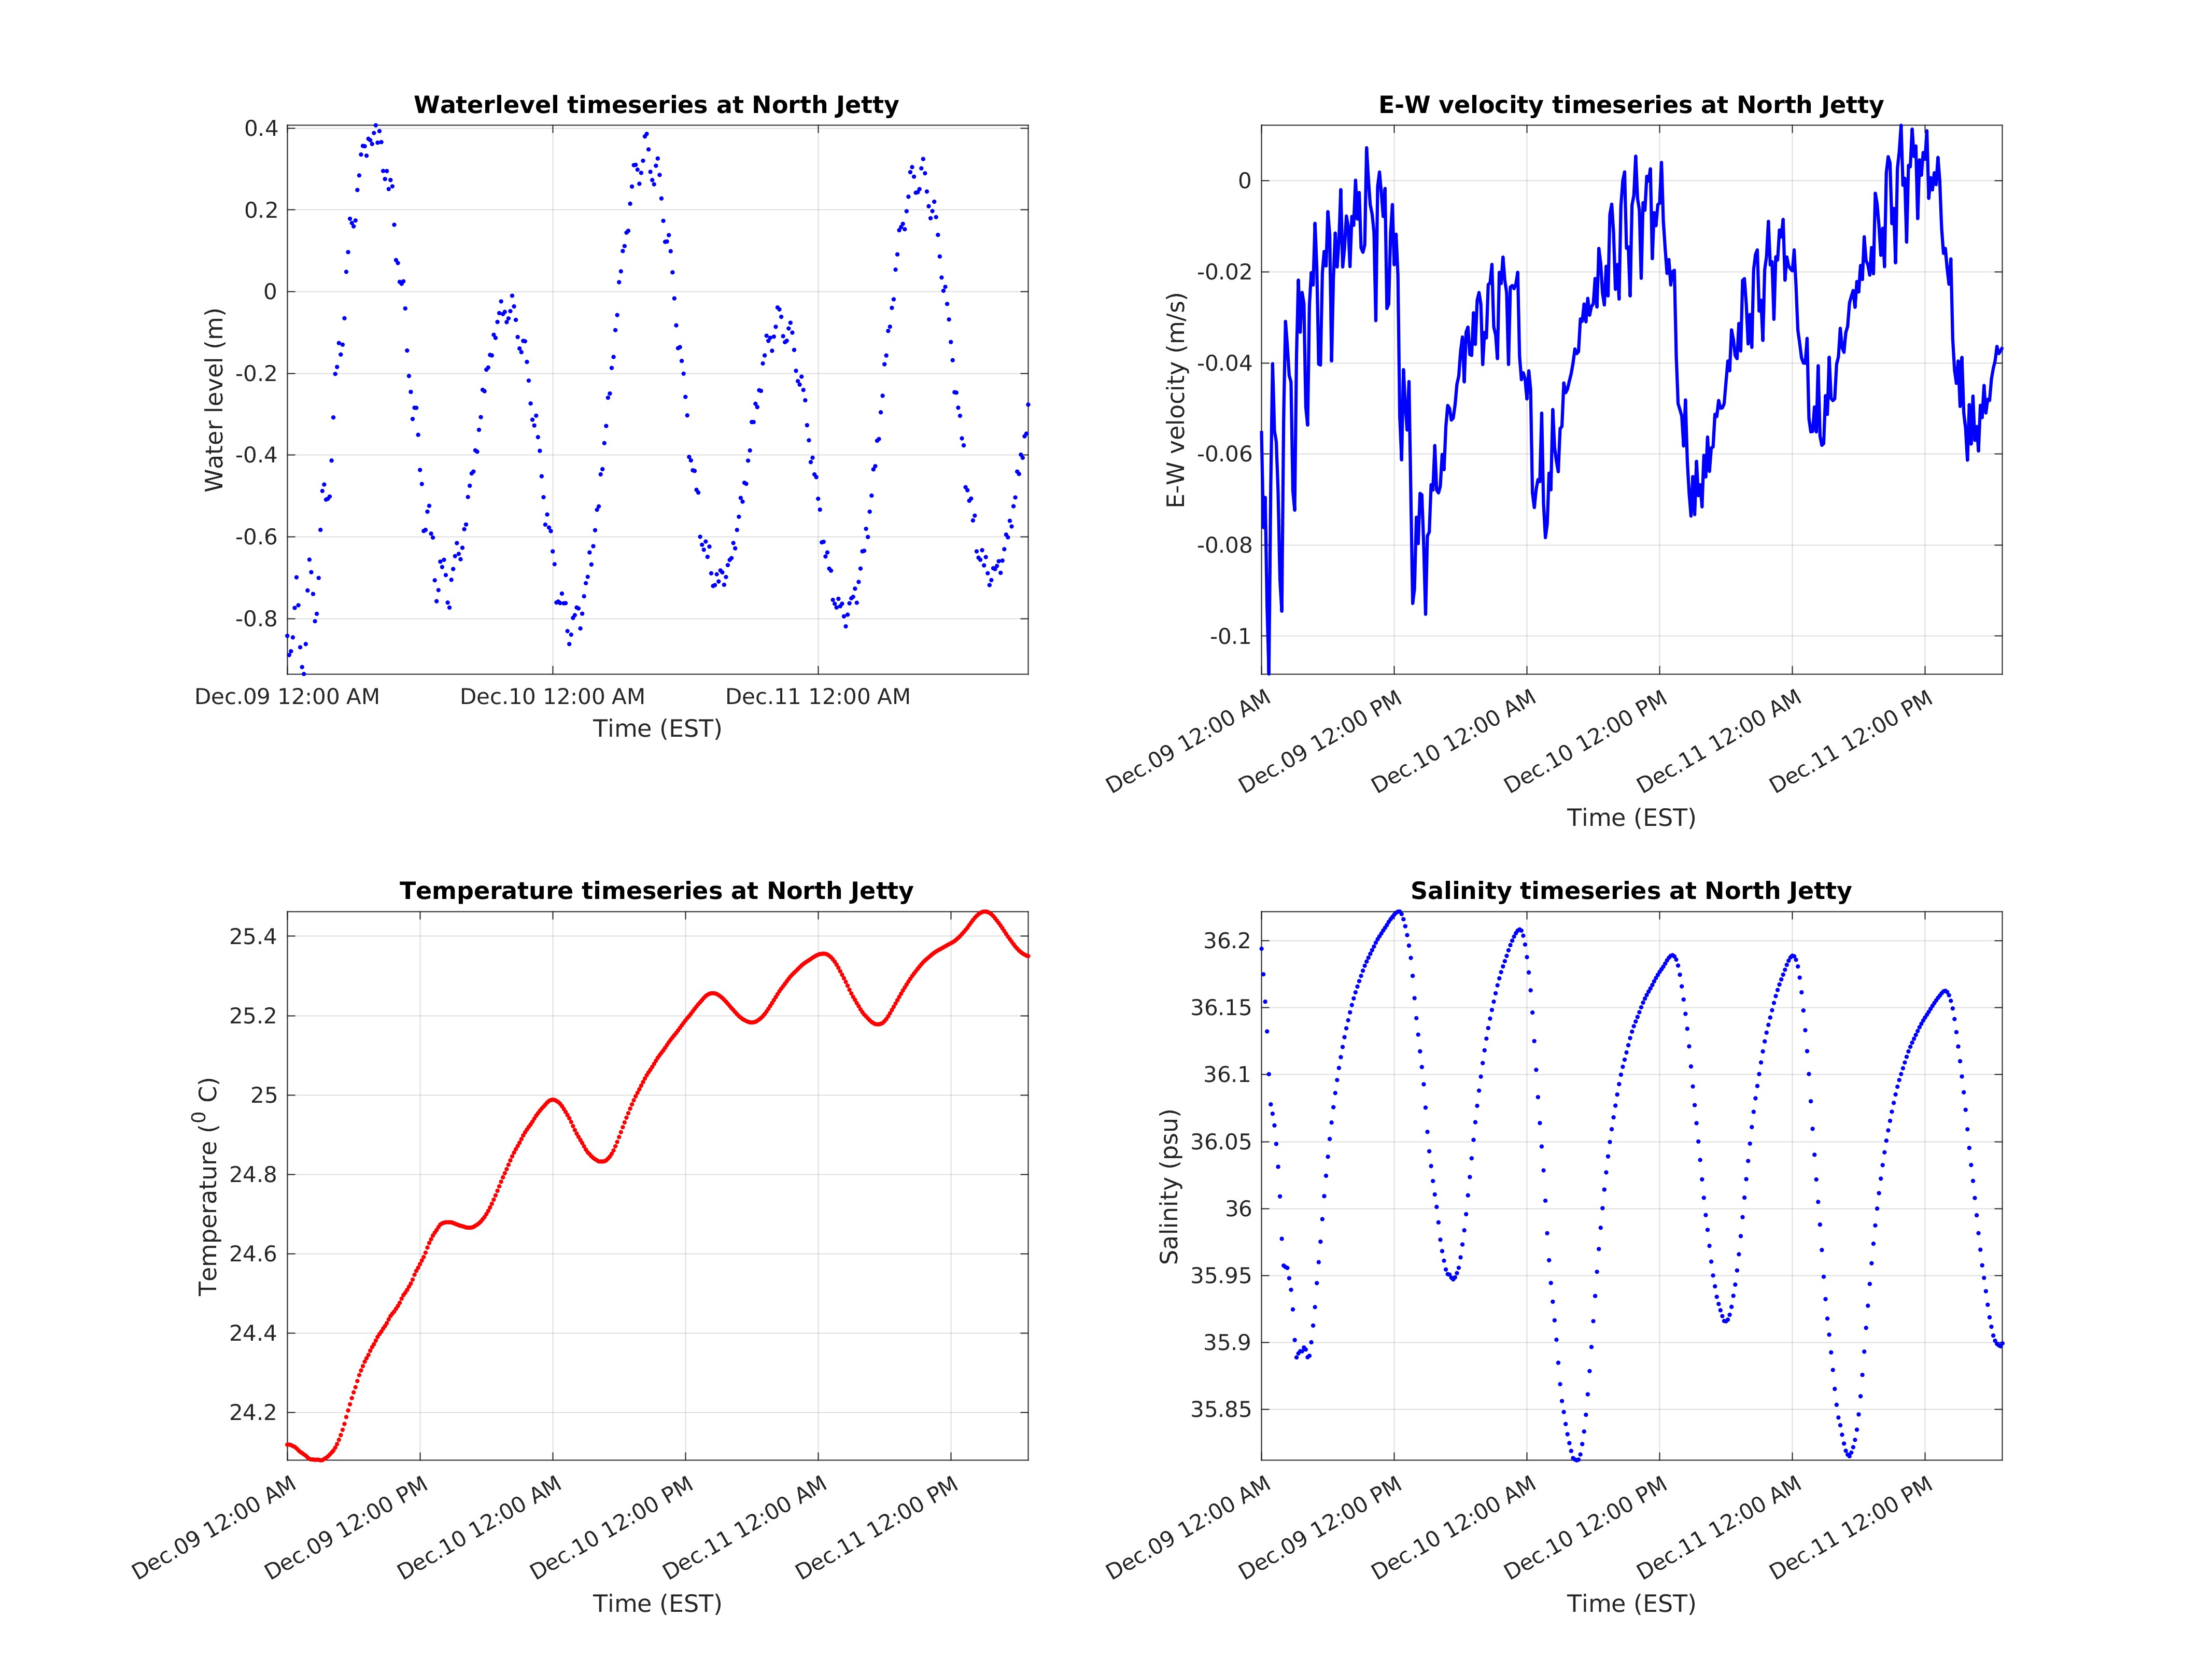 Waterlevel timeseries at North Jetty
0.4
0.2
0
-0.2
-0.4
-0.6
-0.8
Water level (m)
Dec.09 12:00 AM
Dec.10 12:00 AM
Dec.11 12:00 AM
Time (EST)
E-W velocity timeseries at North Jetty
0
-0.02
-0.04
-0.06
-0.08
-0.1
E-W velocity (m/s)
Dec.09 12:00 AM
Dec.09 12:00 PM
Dec.10 12:00 AM
Dec.10 12:00 PM
Dec.11 12:00 AM
Dec.11 12:00 PM
Time (EST)
Temperature timeseries at North Jetty
25.4
25.2
25
24.8
24.6
24.4
24.2
Temperature (⁰ C)
Dec.09 12:00 AM
Dec.09 12:00 PM
Dec.10 12:00 AM
Dec.10 12:00 PM
Dec.11 12:00 AM
Dec.11 12:00 PM
Time (EST)
Salinity timeseries at North Jetty
36.2
36.15
36.1
36.05
36
35.95
35.9
35.85
Salinity (psu)
Dec.09 12:00 AM
Dec.09 12:00 PM
Dec.10 12:00 AM
Dec.10 12:00 PM
Dec.11 12:00 AM
Dec.11 12:00 PM
Time (EST)